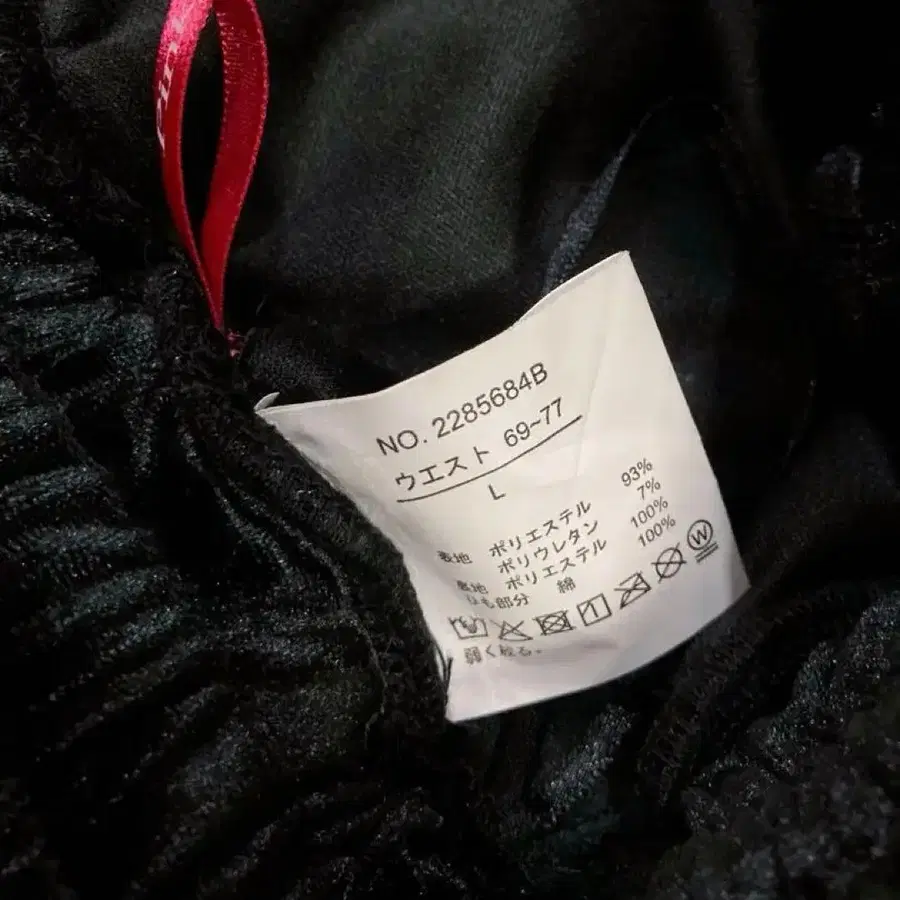 NO. 2285684B
ウエスト 69~77
L
表地 ポリエステル 93%
ポリウレタン 7%
裏地 ポリエステル 100%
ひも部分 綿 100%
W
弱く絞る。